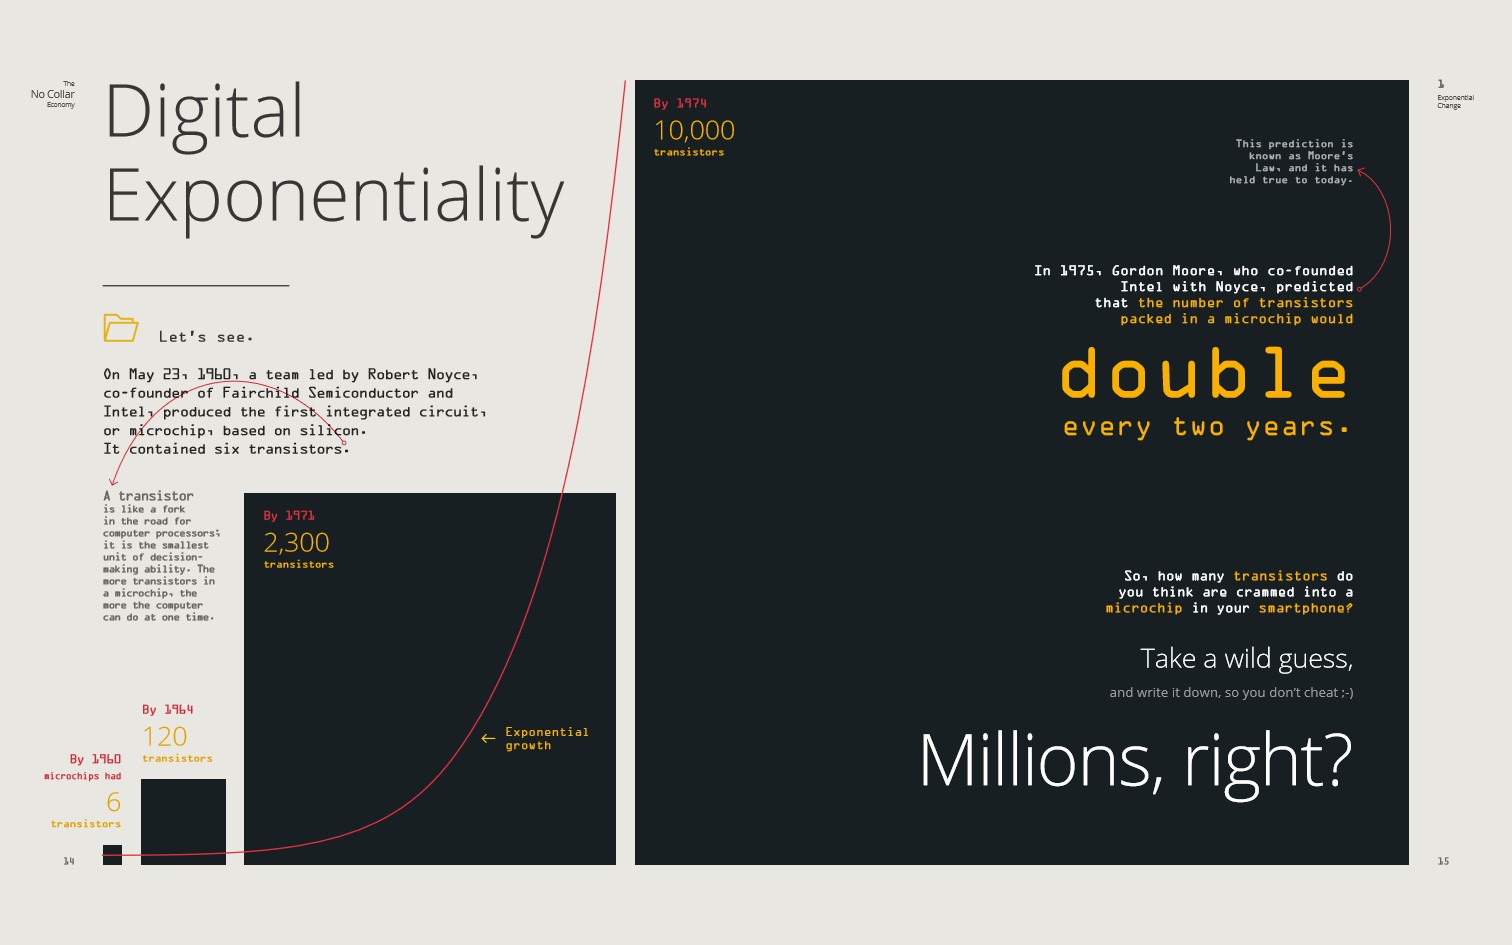 The
No Collar
Economy
Digital
Exponentiality
Let's see.
On May 23, 1960, a team led by Robert Noyce,
co-founder of Fairchild Semiconductor and
Intel, produced the first integrated circuit,
or microchip, based on silicon.
It contained six transistors.
A transistor
is like a fork
in the road for
computer processors;
it is the smallest
unit of decision-
making ability. The
more transistors in
a microchip, the
more the computer
can do at one time.
By 1960
microchips had
6
transistors
By 1964
120
transistors
By 1971
2,300
transistors
← Exponential
growth
14
By 1974
10,000
transistors
This prediction is
known as Moore's
Law, and it has
held true to today.
In 1975, Gordon Moore, who co-founded
Intel with Noyce, predicted
that the number of transistors
packed in a microchip would
double
every two years.
So, how many transistors do
you think are crammed into a
microchip in your smartphone?
Take a wild guess,
and write it down, so you don't cheat ;-)
Millions, right?
1
Exponential
Change
15